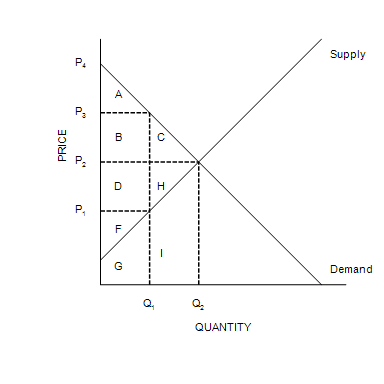 Supply
P4
A
P3
B C
PRICE
P2
D H
P1
F
G I
Demand
Q1 Q2
QUANTITY